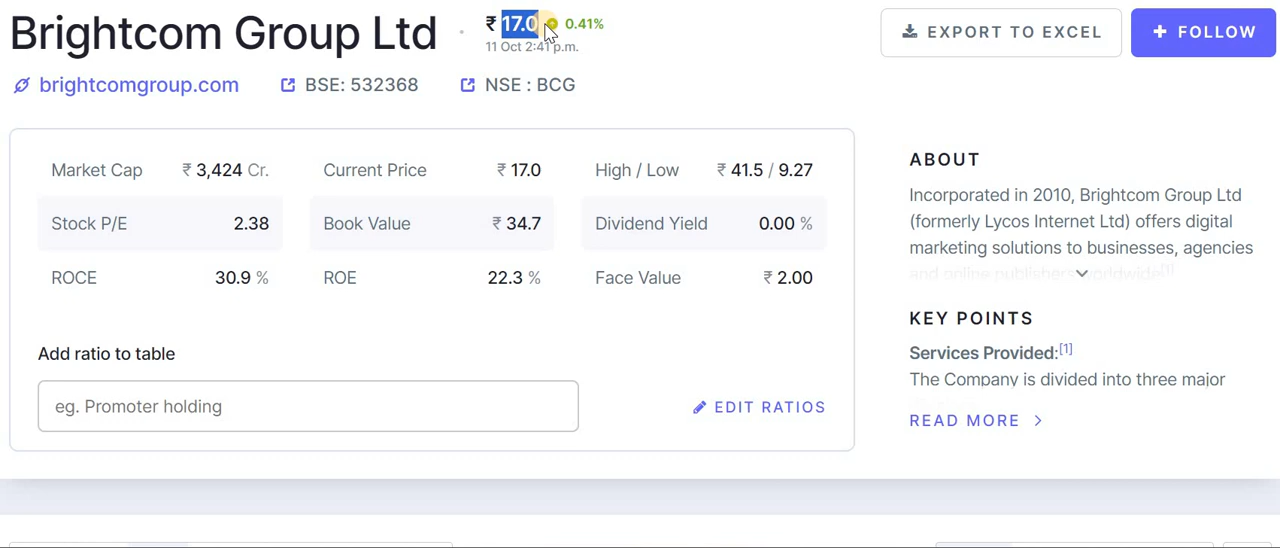 Brightcom Group Ltd
₹ 17.0 0.41%
11 Oct 2:41 p.m.
EXPORT TO EXCEL
+ FOLLOW
brightcomgroup.com
BSE: 532368
NSE : BCG
Market Cap ₹ 3,424 Cr.
Current Price ₹ 17.0
High / Low ₹ 41.5 / 9.27
Stock P/E 2.38
Book Value ₹ 34.7
Dividend Yield 0.00 %
ROCE 30.9 %
ROE 22.3 %
Face Value ₹ 2.00
Add ratio to table
eg. Promoter holding
EDIT RATIOS
ABOUT
Incorporated in 2010, Brightcom Group Ltd
(formerly Lycos Internet Ltd) offers digital
marketing solutions to businesses, agencies
and online publishers worldwide.[1]
KEY POINTS
Services Provided:[1]
The Company is divided into three major
READ MORE